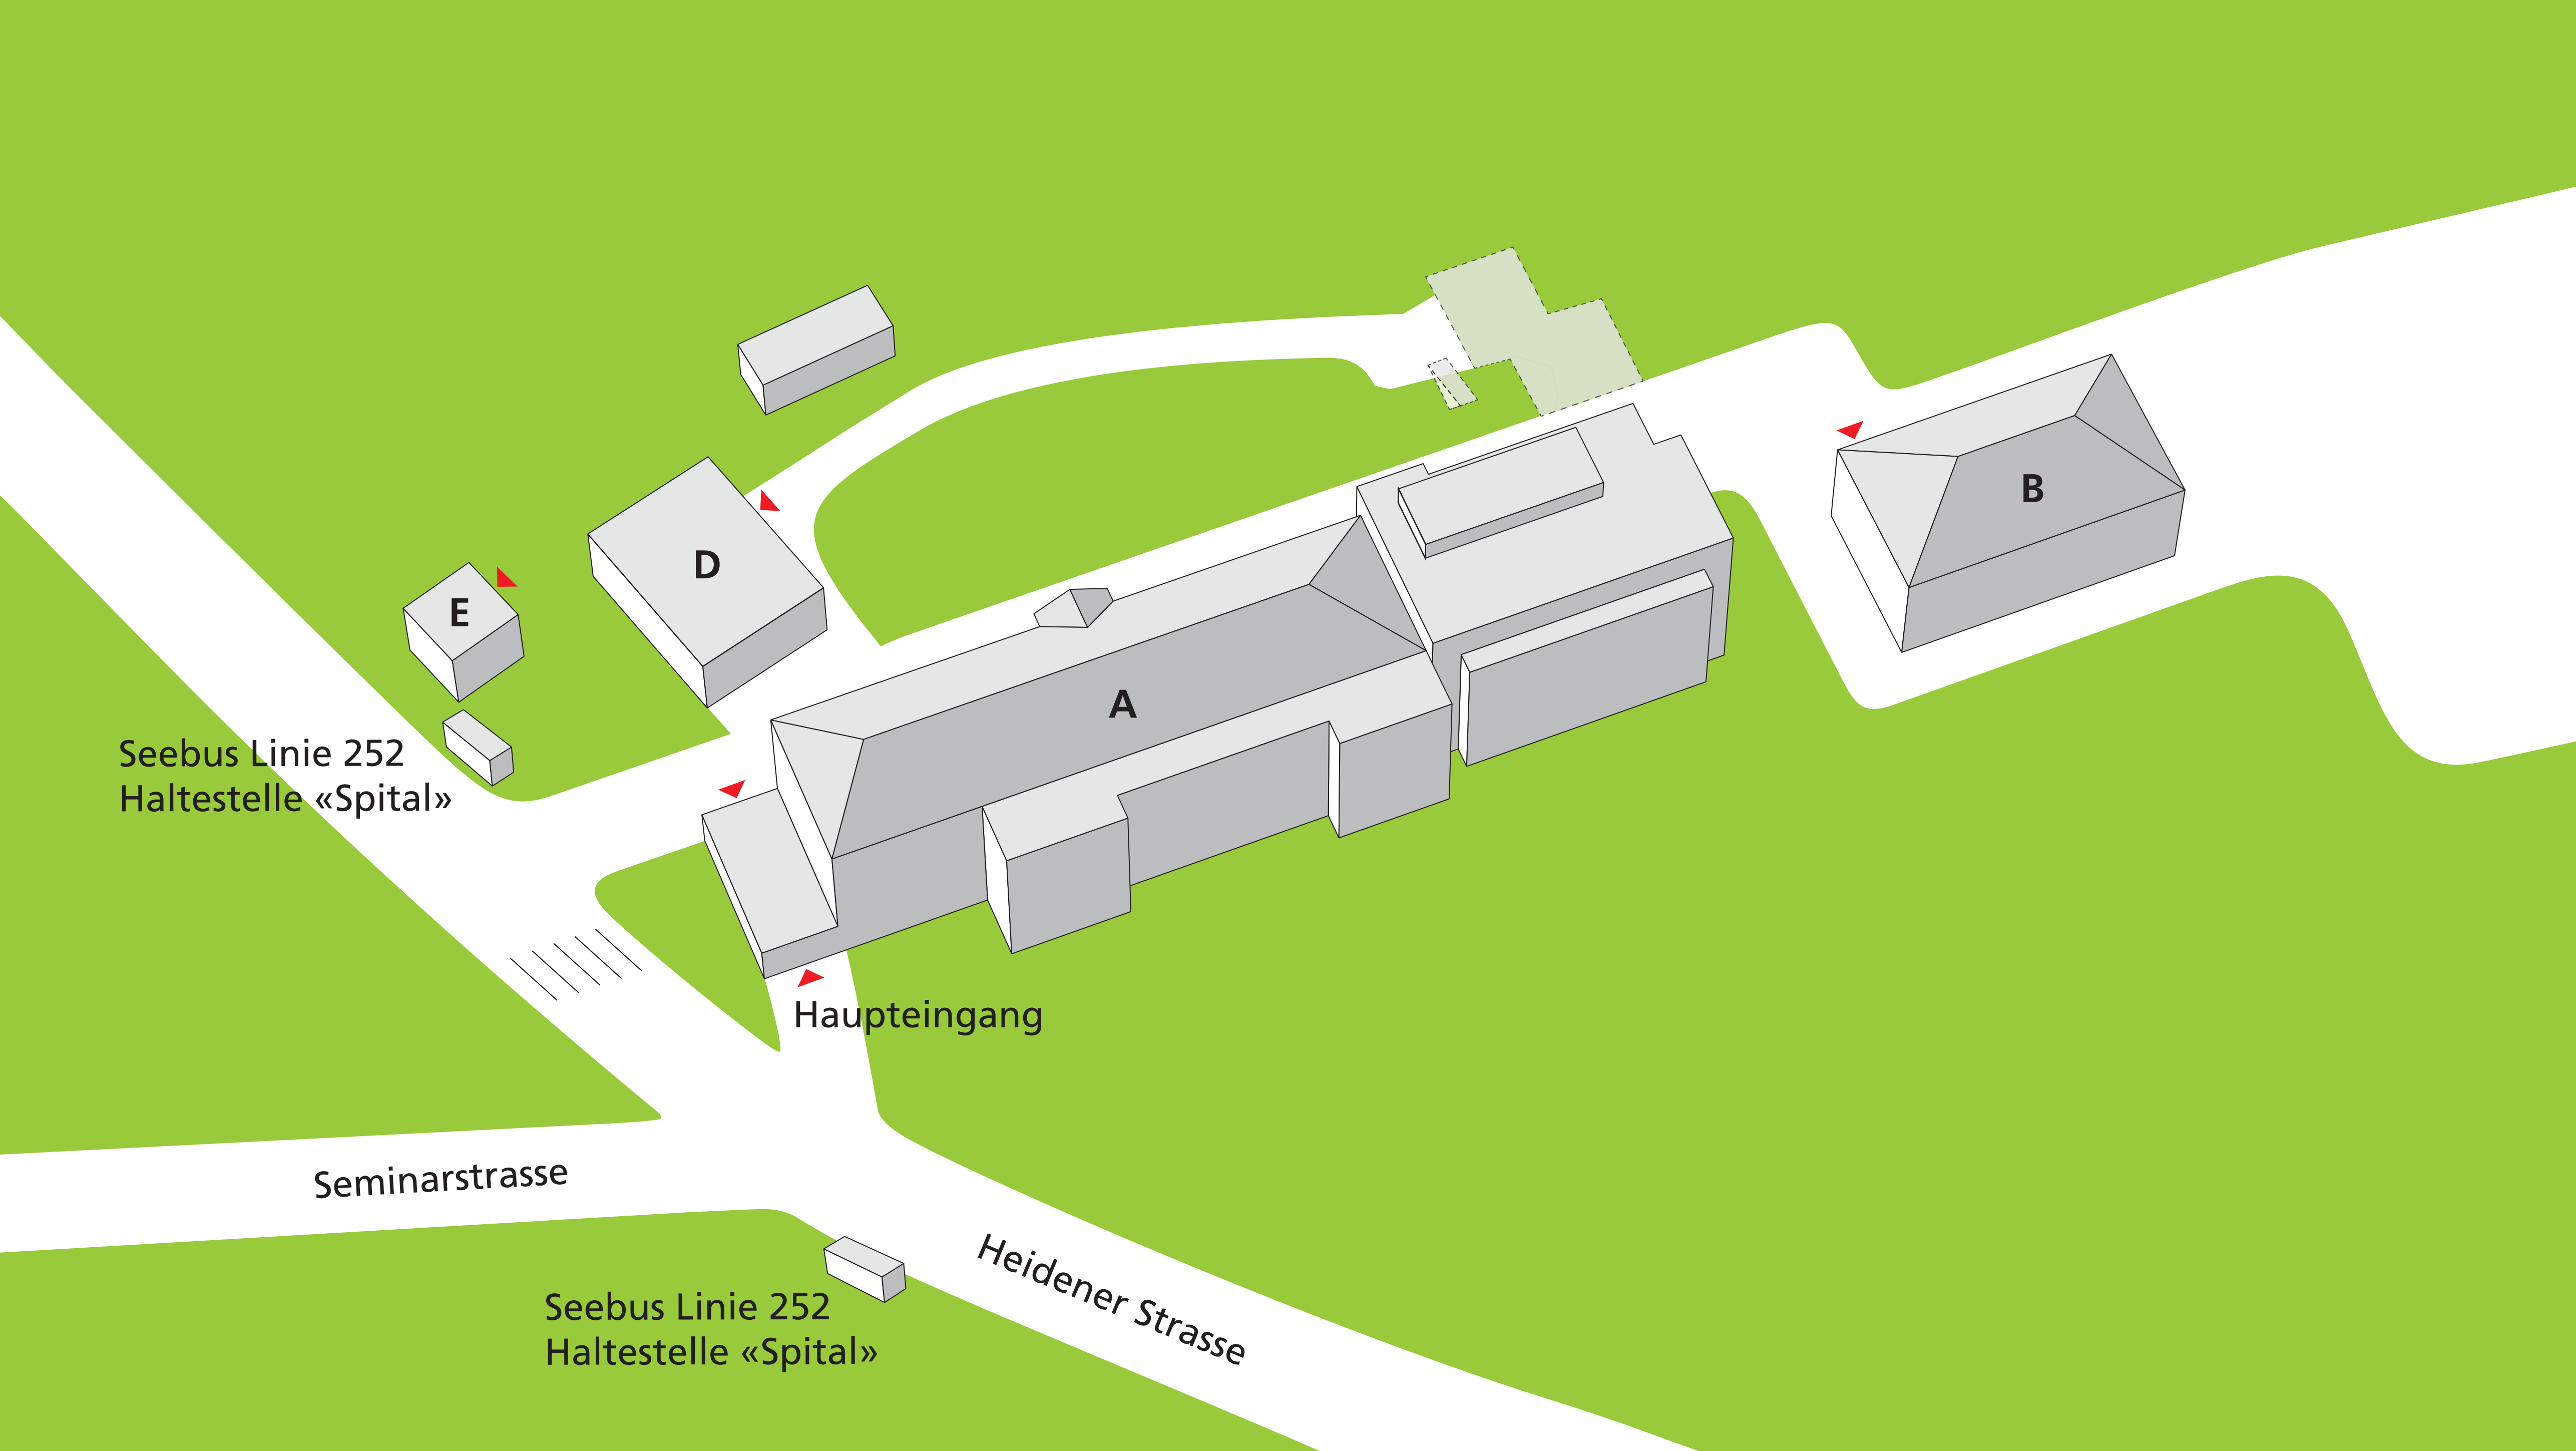 B
D
E
A
Seebus Linie 252
Haltestelle «Spital»
Haupteingang
Seminarstrasse
Heidener Strasse
Seebus Linie 252
Haltestelle «Spital»